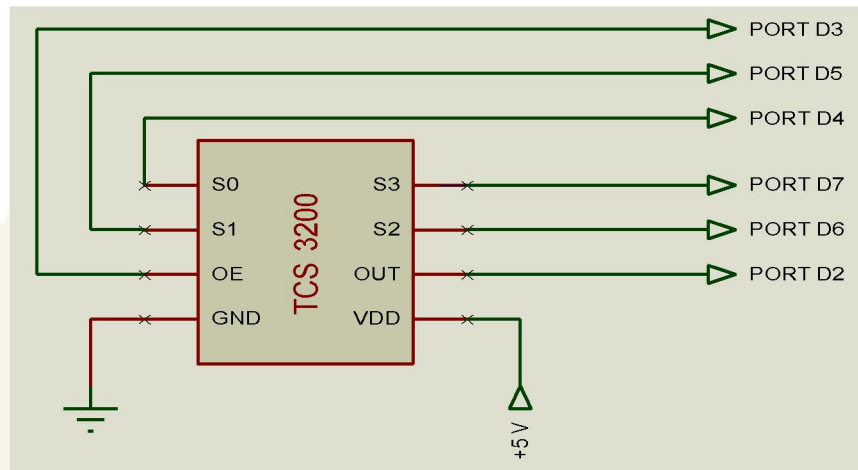 PORT D3
PORT D5
PORT D4
S0
S3
PORT D7
S1
S2
PORT D6
OE
OUT
PORT D2
GND
VDD
TCS 3200
+5V